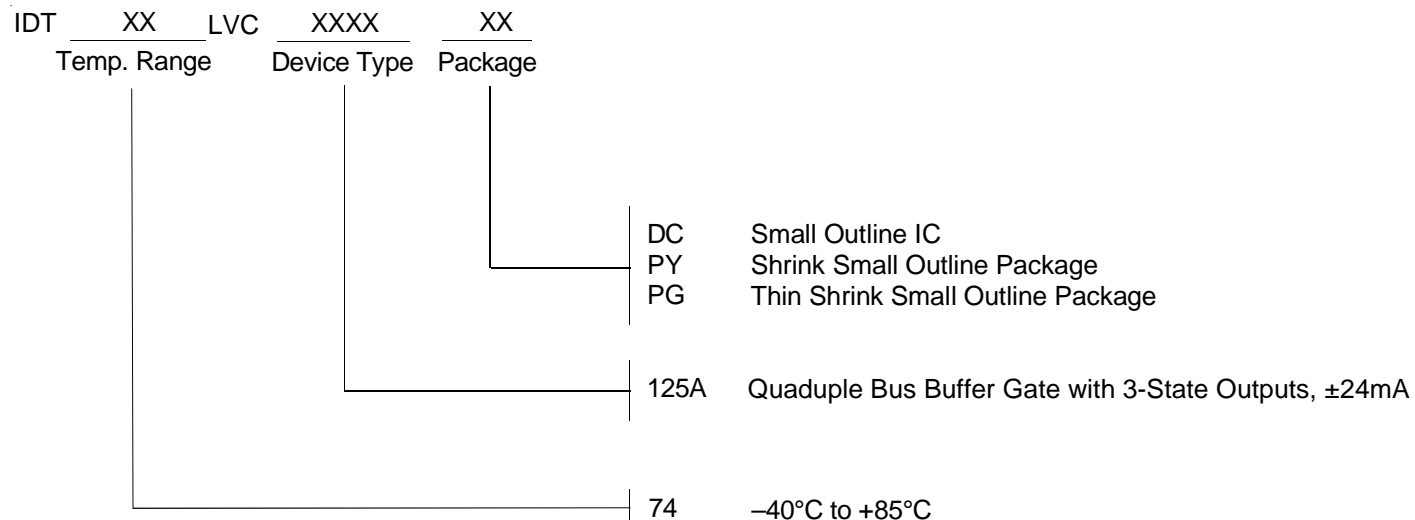 IDT XX LVC XXXX XX
Temp. Range Device Type Package
DC Small Outline IC
PY Shrink Small Outline Package
PG Thin Shrink Small Outline Package
125A Quaduple Bus Buffer Gate with 3-State Outputs, ±24mA
74 –40°C to +85°C